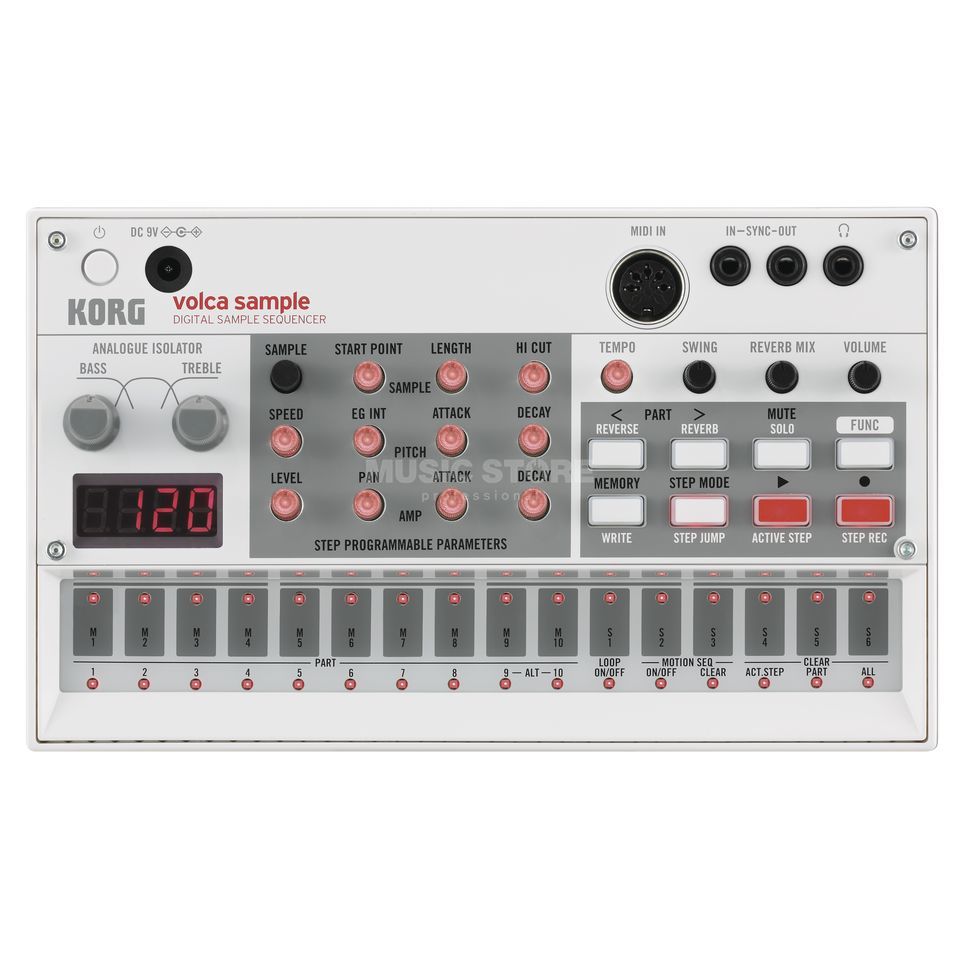 DC 9V
MIDI IN
IN-SYNC-OUT
KORG
volca sample
DIGITAL SAMPLE SEQUENCER
ANALOGUE ISOLATOR
BASS TREBLE
120
SAMPLE START POINT LENGTH HI CUT
SAMPLE
SPEED EG INT ATTACK DECAY
PITCH
LEVEL PAN ATTACK DECAY
AMP
STEP PROGRAMMABLE PARAMETERS
MUSIC STORE
professional
TEMPO SWING REVERB MIX VOLUME
< PART > MUTE
REVERSE REVERB SOLO FUNC
MEMORY STEP MODE
WRITE STEP JUMP ACTIVE STEP STEP REC
M M M M M M M M M M S S S S S S
1 2 3 4 5 6 7 8 9 10 1 2 3 4 5 6
PART LOOP MOTION SEQ CLEAR
1 2 3 4 5 6 7 8 9 - ALT - 10 ON/OFF ON/OFF CLEAR ACT.STEP PART ALL